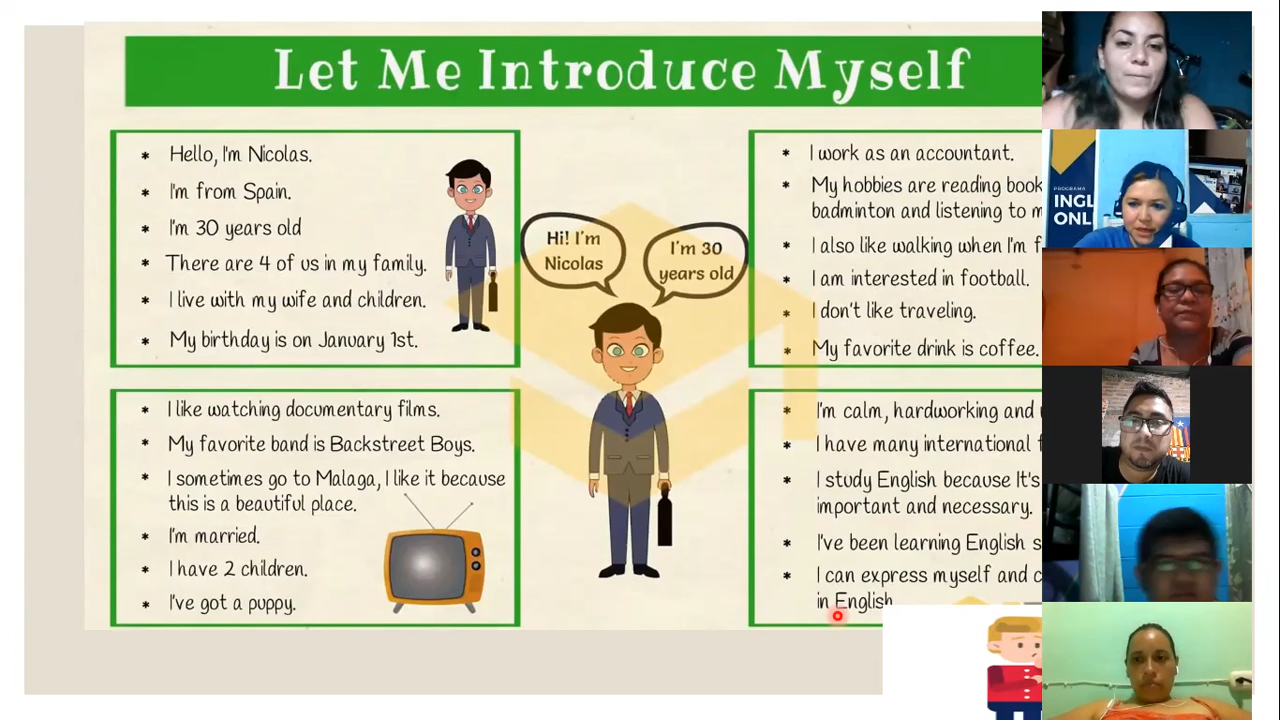 Let Me Introduce Myself
* Hello, I'm Nicolas.
* I'm from Spain.
* I'm 30 years old
* There are 4 of us in my family.
* I live with my wife and children.
* My birthday is on January 1st.
Hi! I'm
Nicolas
I'm 30
years old
* I work as an accountant.
* My hobbies are reading book
badminton and listening to m
* I also like walking when I'm f
* I am interested in football.
* I don't like traveling.
* My favorite drink is coffee.
* I like watching documentary films.
* My favorite band is Backstreet Boys.
* I sometimes go to Malaga, I like it because
this is a beautiful place.
* I'm married.
* I have 2 children.
* I've got a puppy.
* I'm calm, hardworking and
* I have many international f
* I study English because It's
important and necessary.
* I've been learning English s
* I can express myself and c
in English
PROGRAMA
INGL
ONL